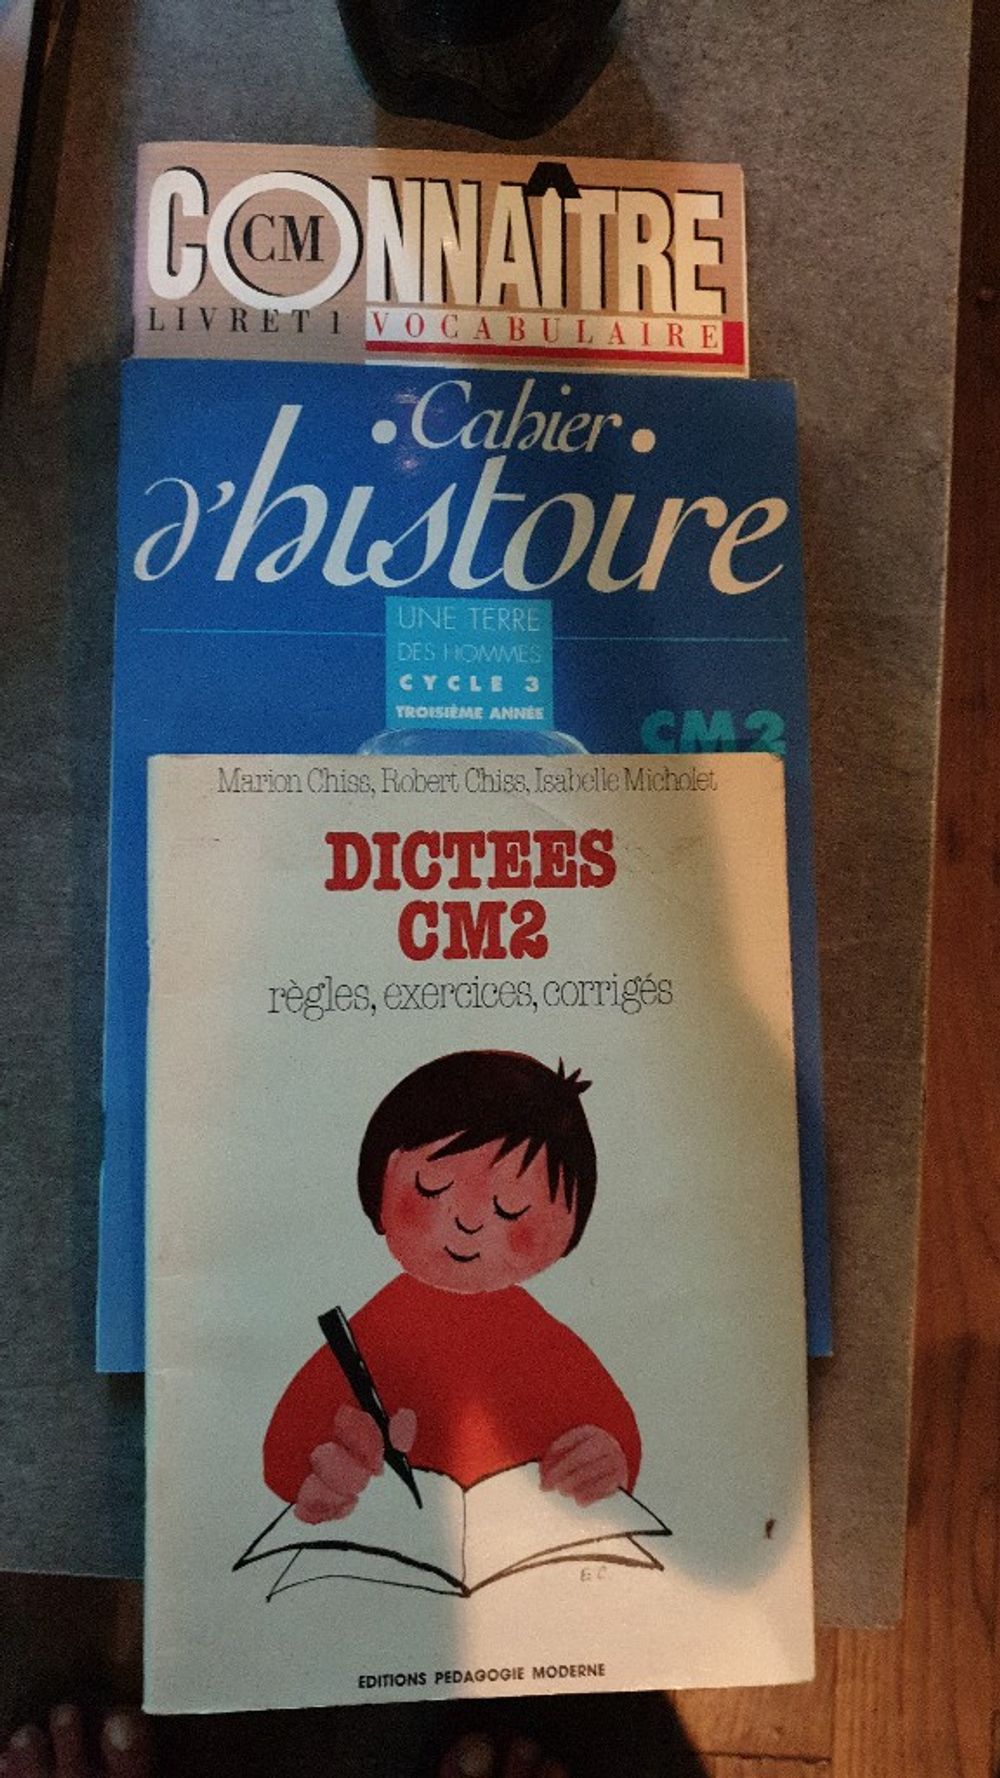 CONNAÎTRE
CM
LIVRET 1 VOCABULAIRE
Cahier
d'histoire
UNE TERRE
DES HOMMES
CYCLE 3
TROISIÈME ANNÉE
CM2
Marion Chiss, Robert Chiss, Isabelle Micholet
DICTEES
CM2
règles, exercices, corrigés
E C
EDITIONS PEDAGOGIE MODERNE